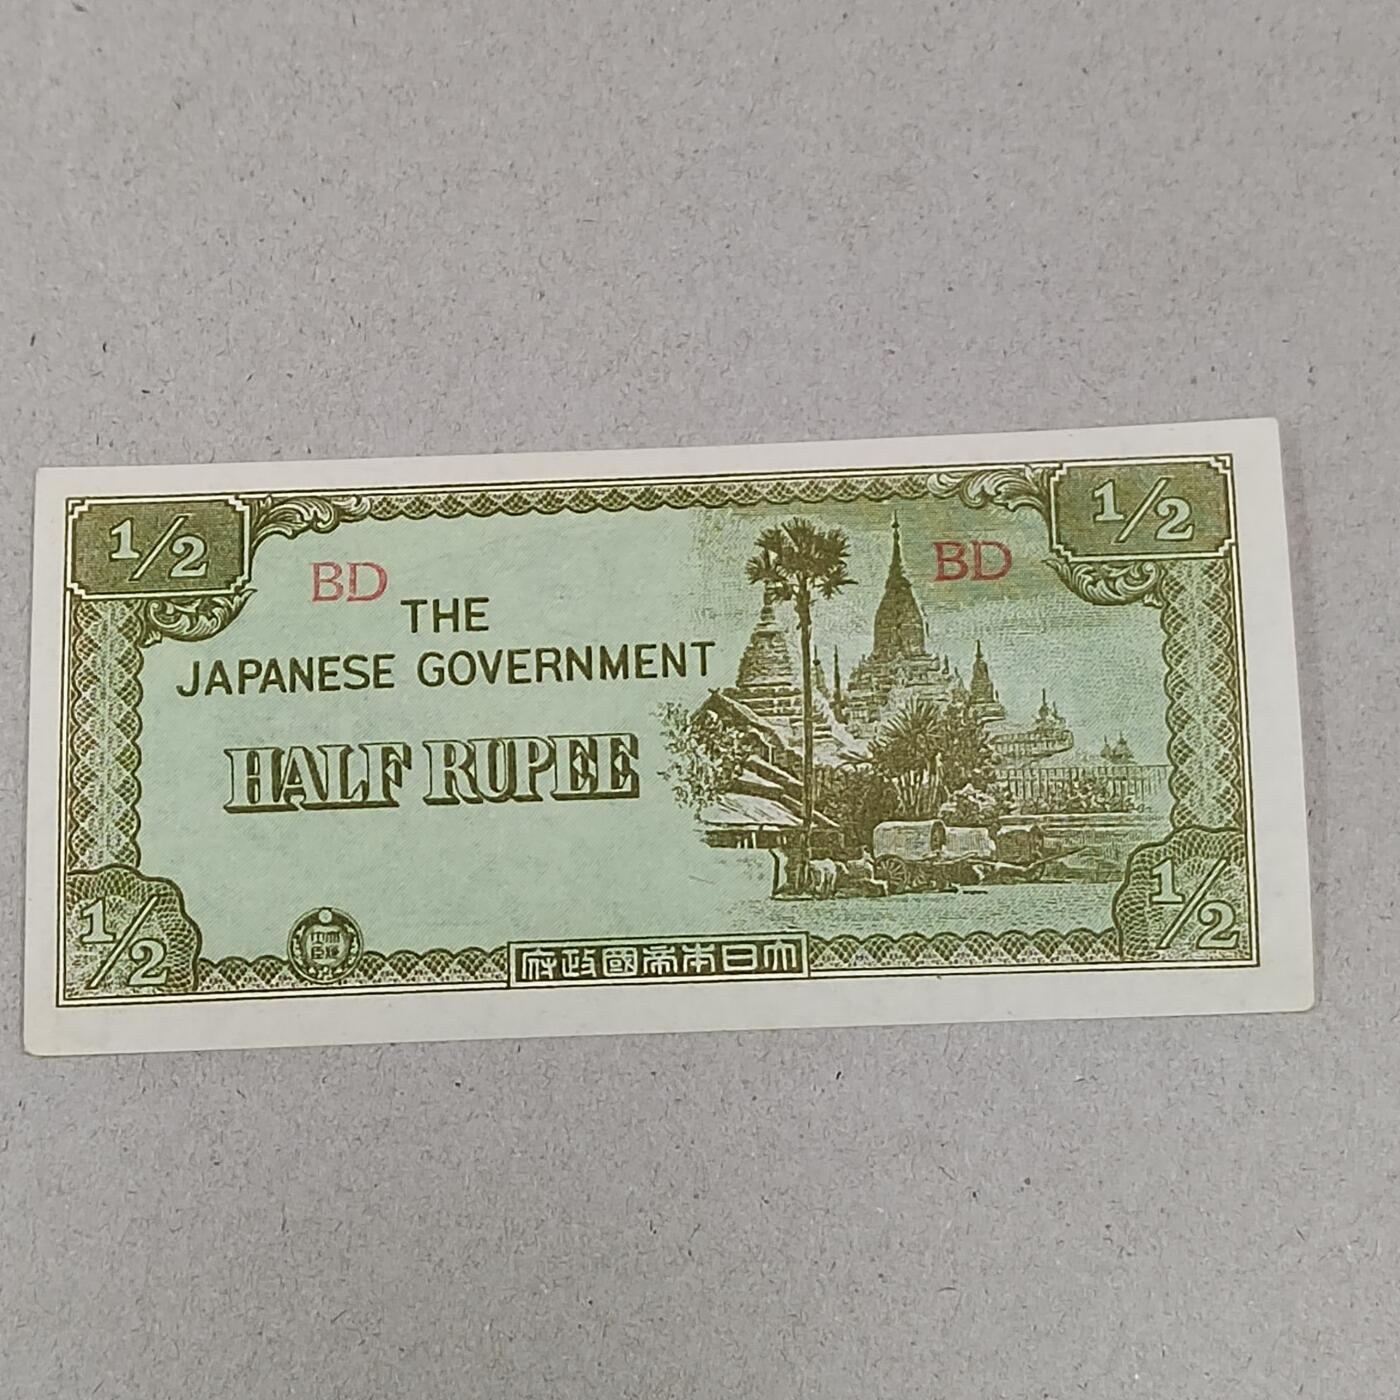 1/2
1/2
BD
BD
THE
JAPANESE GOVERNMENT
HALF RUPEE
1/2
1/2
府政國帝本日大